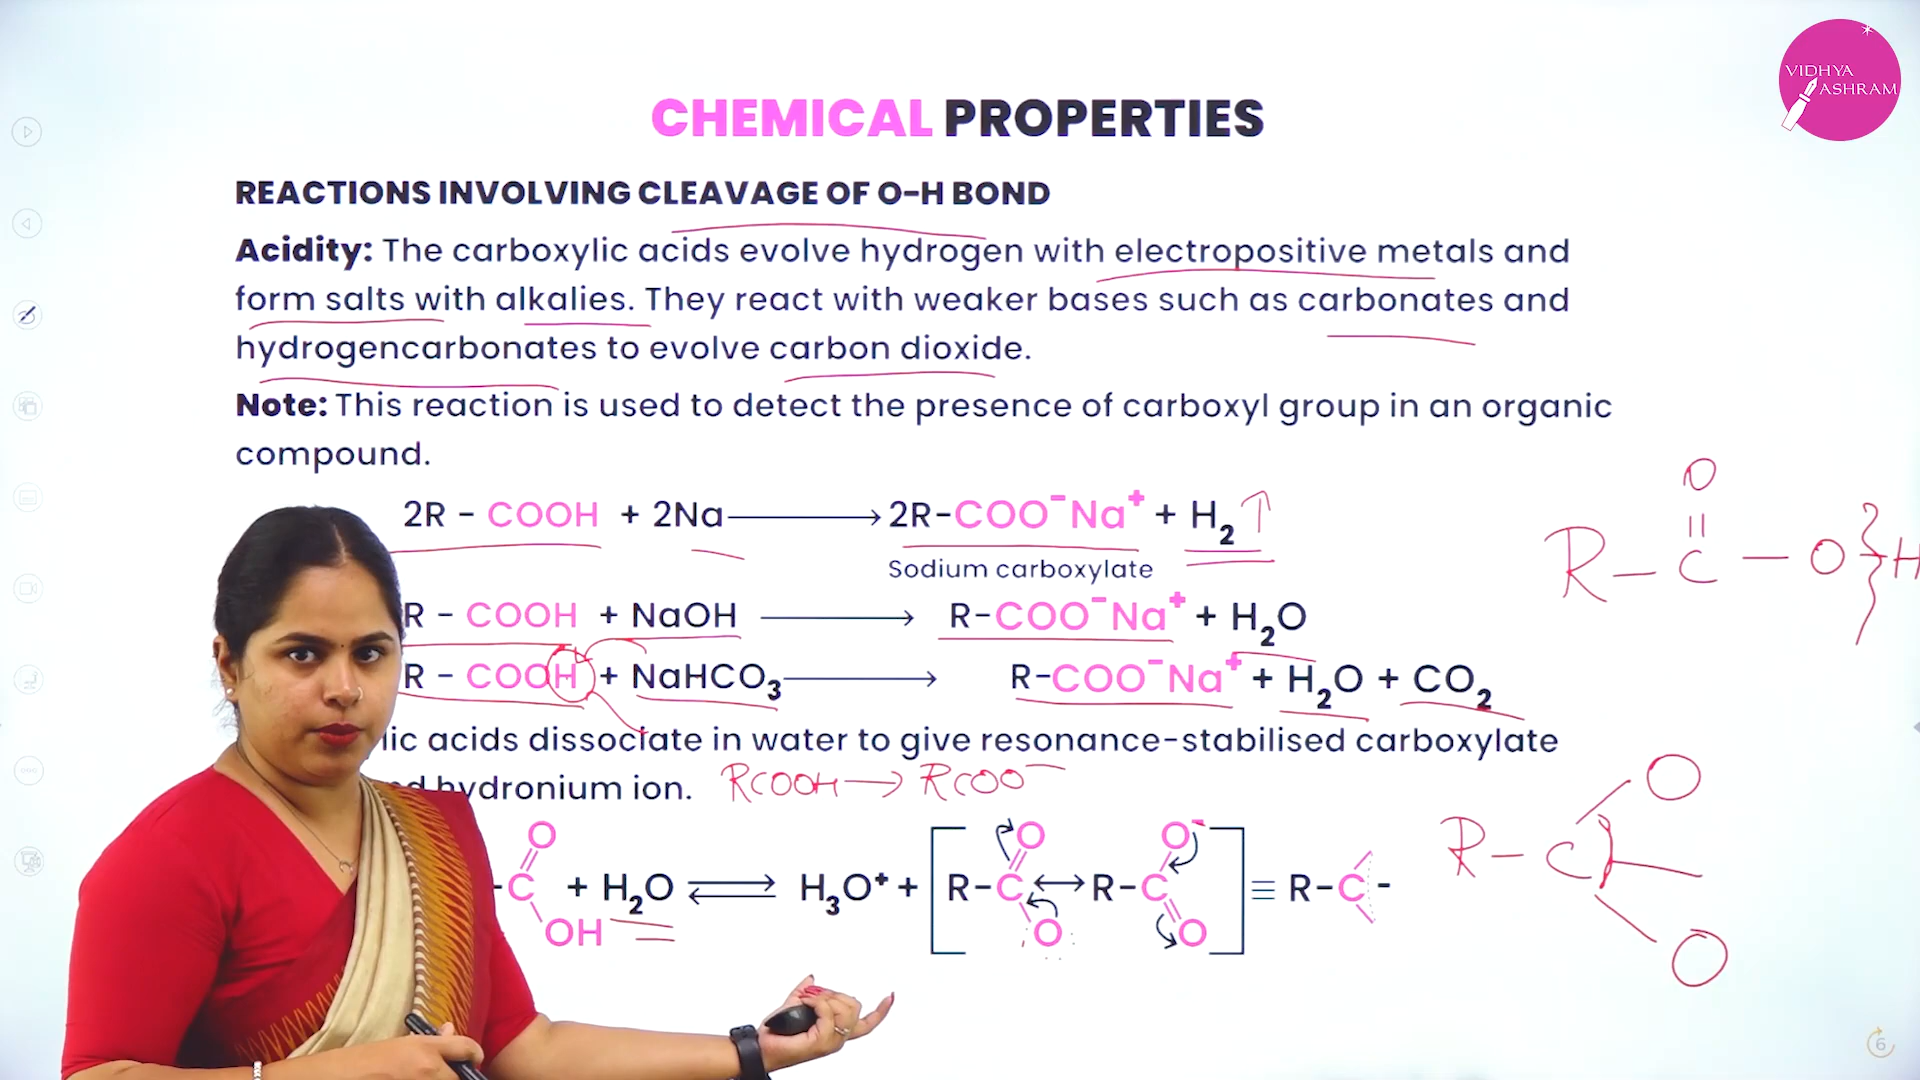 VIDHYA
ASHRAM
CHEMICAL PROPERTIES
REACTIONS INVOLVING CLEAVAGE OF O-H BOND
Acidity: The carboxylic acids evolve hydrogen with electropositive metals and
form salts with alkalies. They react with weaker bases such as carbonates and
hydrogencarbonates to evolve carbon dioxide.
Note: This reaction is used to detect the presence of carboxyl group in an organic
compound.
2R - COOH + 2Na ⟶ 2R-COO⁻Na⁺ + H₂ ↑
Sodium carboxylate
R - COOH + NaOH ⟶ R-COO⁻Na⁺ + H₂O
R - COOH + NaHCO₃ ⟶ R-COO⁻Na⁺ + H₂O + CO₂
O
||
R - C - O } H
lic acids dissociate in water to give resonance-stabilised carboxylate
hydronium ion. RCOOH → RCOO⁻
O O O⁻
-C + H₂O ⇌ H₃O⁺ + [R-C ↔ R-C] ≡ R-C -
OH O O
O
R - C
O
6